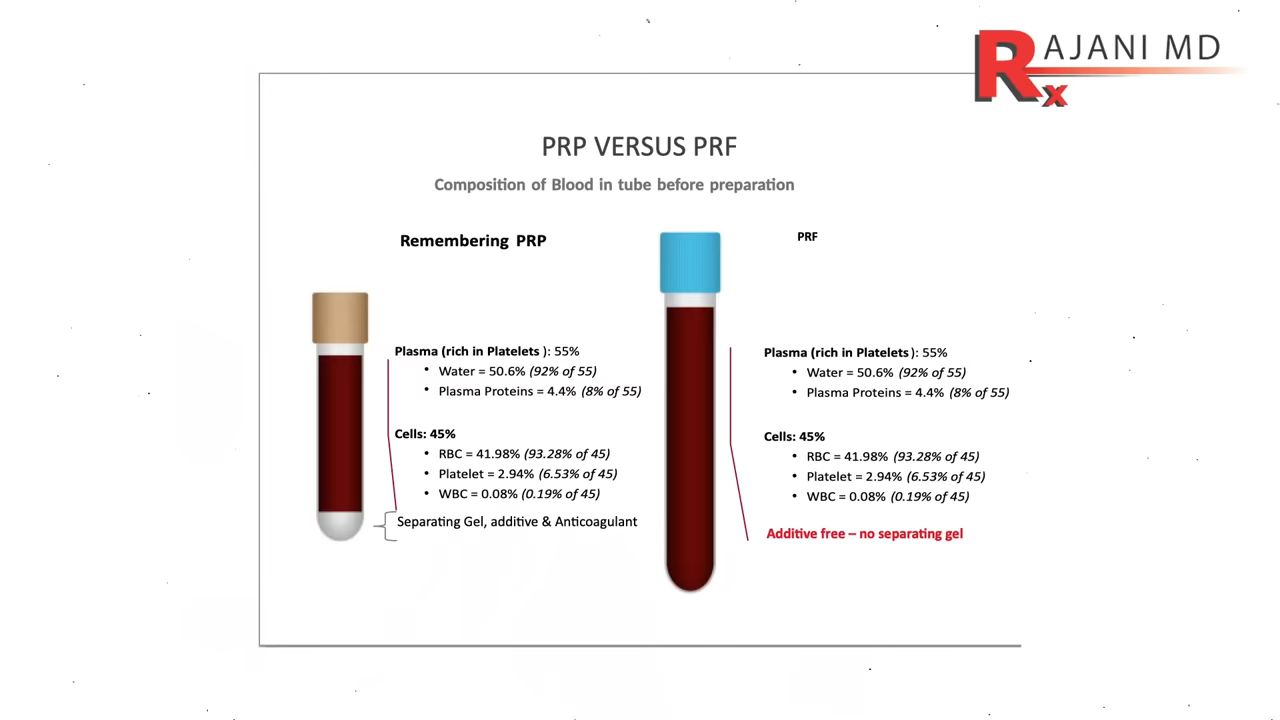 RX AJANI MD
PRP VERSUS PRF
Composition of Blood in tube before preparation
Remembering PRP
Plasma (rich in Platelets ): 55%
• Water = 50.6% (92% of 55)
• Plasma Proteins = 4.4% (8% of 55)
Cells: 45%
• RBC = 41.98% (93.28% of 45)
• Platelet = 2.94% (6.53% of 45)
• WBC = 0.08% (0.19% of 45)
Separating Gel, additive & Anticoagulant
PRF
Plasma (rich in Platelets ): 55%
• Water = 50.6% (92% of 55)
• Plasma Proteins = 4.4% (8% of 55)
Cells: 45%
• RBC = 41.98% (93.28% of 45)
• Platelet = 2.94% (6.53% of 45)
• WBC = 0.08% (0.19% of 45)
Additive free – no separating gel